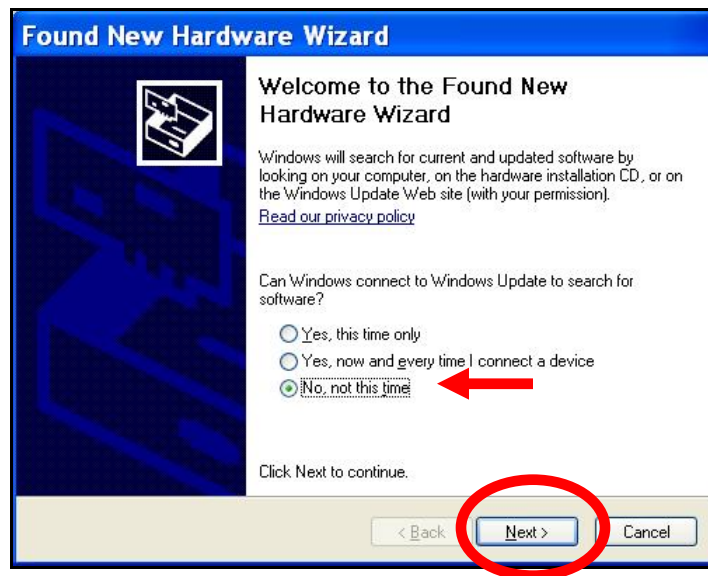 Found New Hardware Wizard
Welcome to the Found New
Hardware Wizard
Windows will search for current and updated software by
looking on your computer, on the hardware installation CD, or on
the Windows Update Web site (with your permission).
Read our privacy policy
Can Windows connect to Windows Update to search for
software?
Yes, this time only
Yes, now and every time I connect a device
No, not this time
Click Next to continue.
< Back Next > Cancel